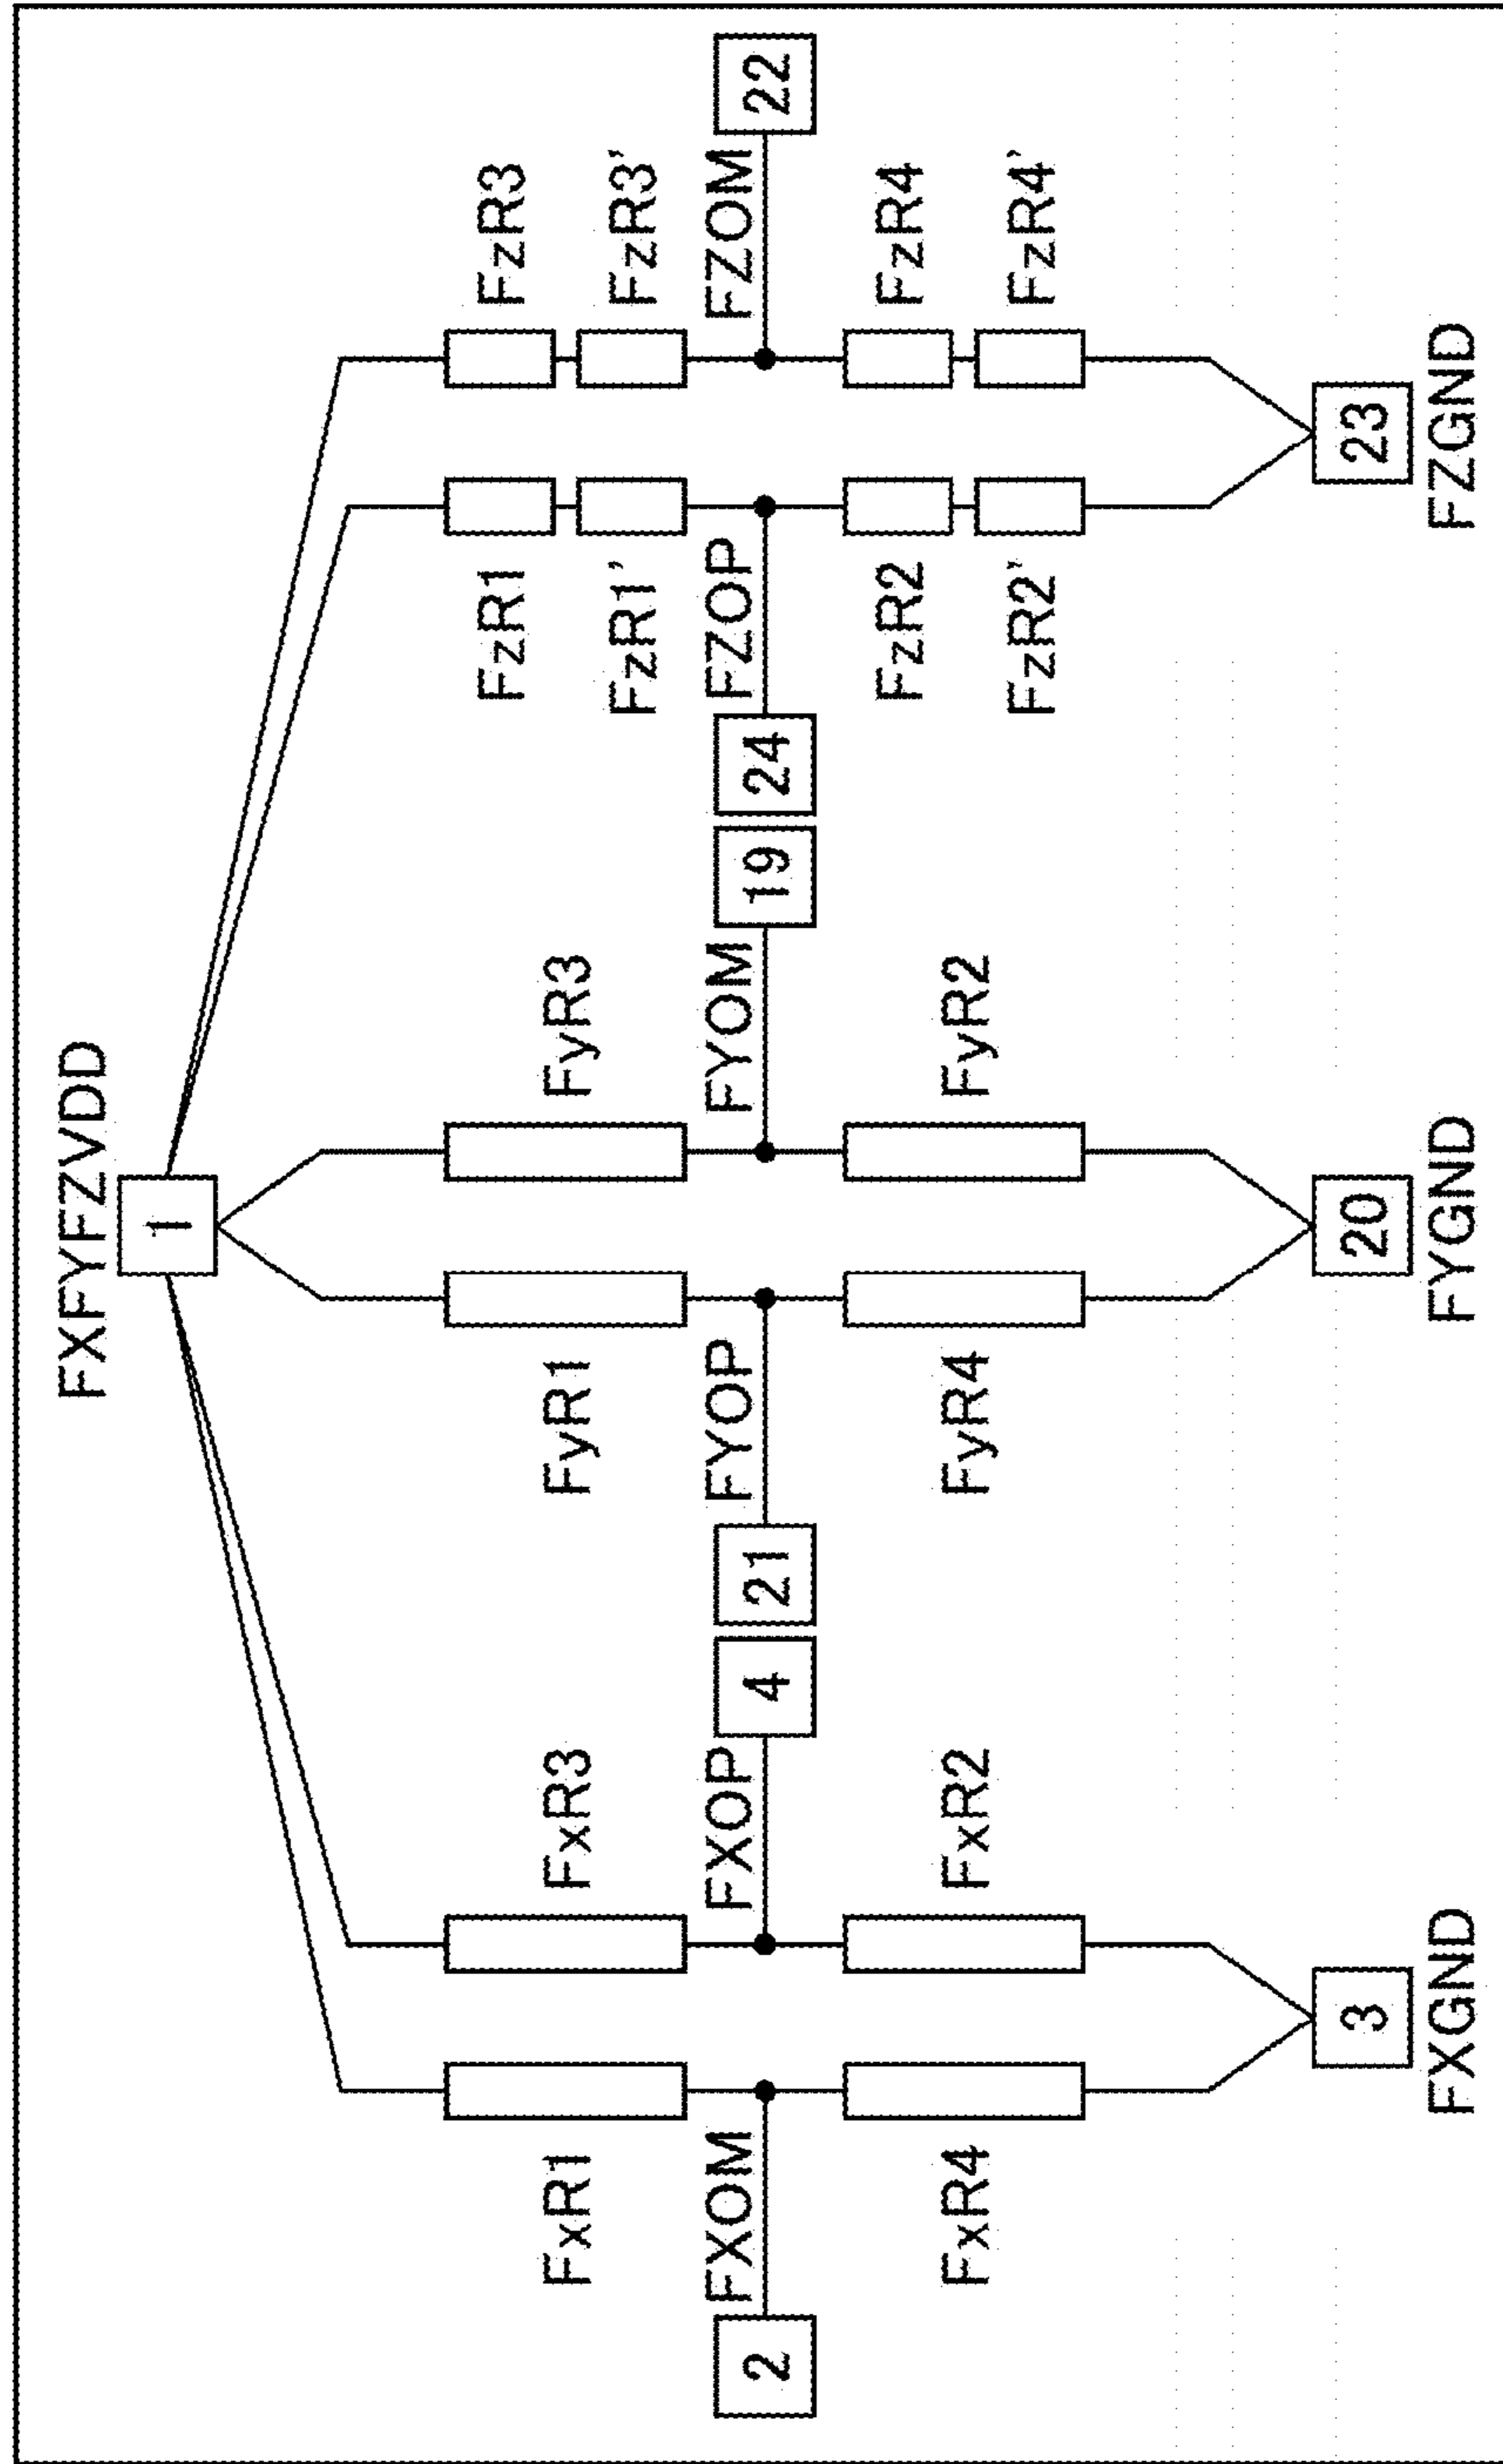 FXFYFZVDD
1
FxR1
FxR3
FyR1
FyR3
FzR1
FzR3
FzR1'
FzR3'
2
FXOM
FXOP
4
21
FYOP
FYOM
19
24
FZOP
FZOM
22
FxR4
FxR2
FyR4
FyR2
FzR2
FzR4
FzR2'
FzR4'
3
20
23
FXGND
FYGND
FZGND